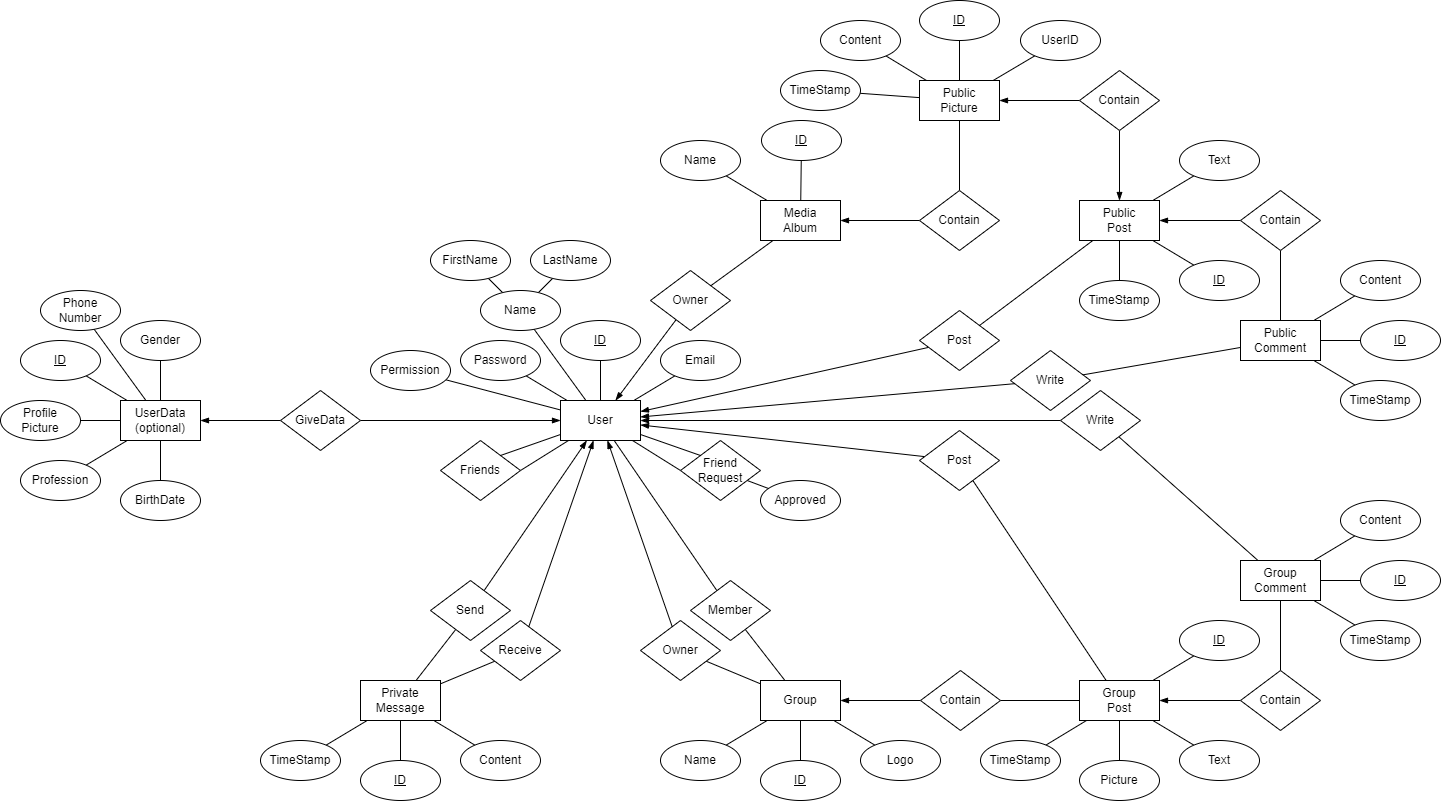 ID
Content
UserID
TimeStamp
Public
Picture
Contain
ID
Name
Text
Media
Album
Contain
Public
Post
Contain
FirstName
LastName
ID
Content
TimeStamp
Owner
Phone
Number
Name
Gender
ID
Post
Public
Comment
ID
ID
Password
Email
Permission
Write
TimeStamp
Profile
Picture
UserData
(optional)
GiveData
User
Write
Friends
Friend
Request
Post
Profession
BirthDate
Approved
Content
Group
Comment
ID
Send
Member
TimeStamp
ID
Receive
Owner
Private
Message
Group
Contain
Group
Post
Contain
TimeStamp
Content
Name
Logo
TimeStamp
Text
ID
ID
Picture